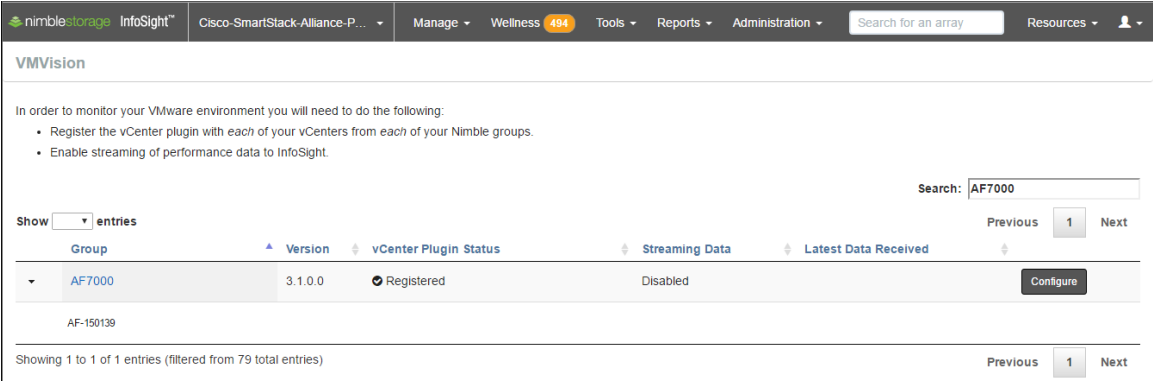 nimblestorage InfoSight™ Cisco-SmartStack-Alliance-P... Manage Wellness 494 Tools Reports Administration Search for an array Resources
VMVision
In order to monitor your VMware environment you will need to do the following:
• Register the vCenter plugin with each of your vCenters from each of your Nimble groups.
• Enable streaming of performance data to InfoSight.
Search: AF7000
Show entries Previous 1 Next
Group Version vCenter Plugin Status Streaming Data Latest Data Received
AF7000 3.1.0.0 Registered Disabled Configure
AF-150139
Showing 1 to 1 of 1 entries (filtered from 79 total entries) Previous 1 Next